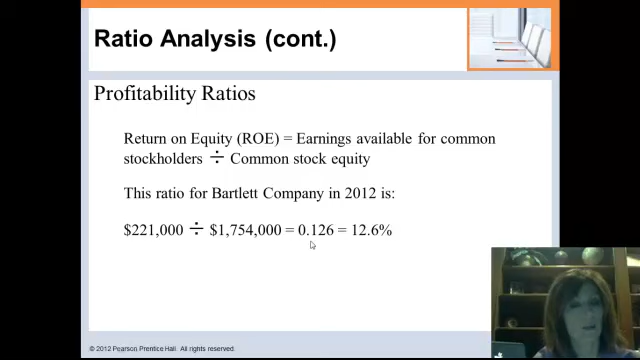 Ratio Analysis (cont.)
Profitability Ratios
Return on Equity (ROE) = Earnings available for common
stockholders ÷ Common stock equity
This ratio for Bartlett Company in 2012 is:
$221,000 ÷ $1,754,000 = 0.126 = 12.6%
© 2012 Pearson Prentice Hall. All rights reserved.